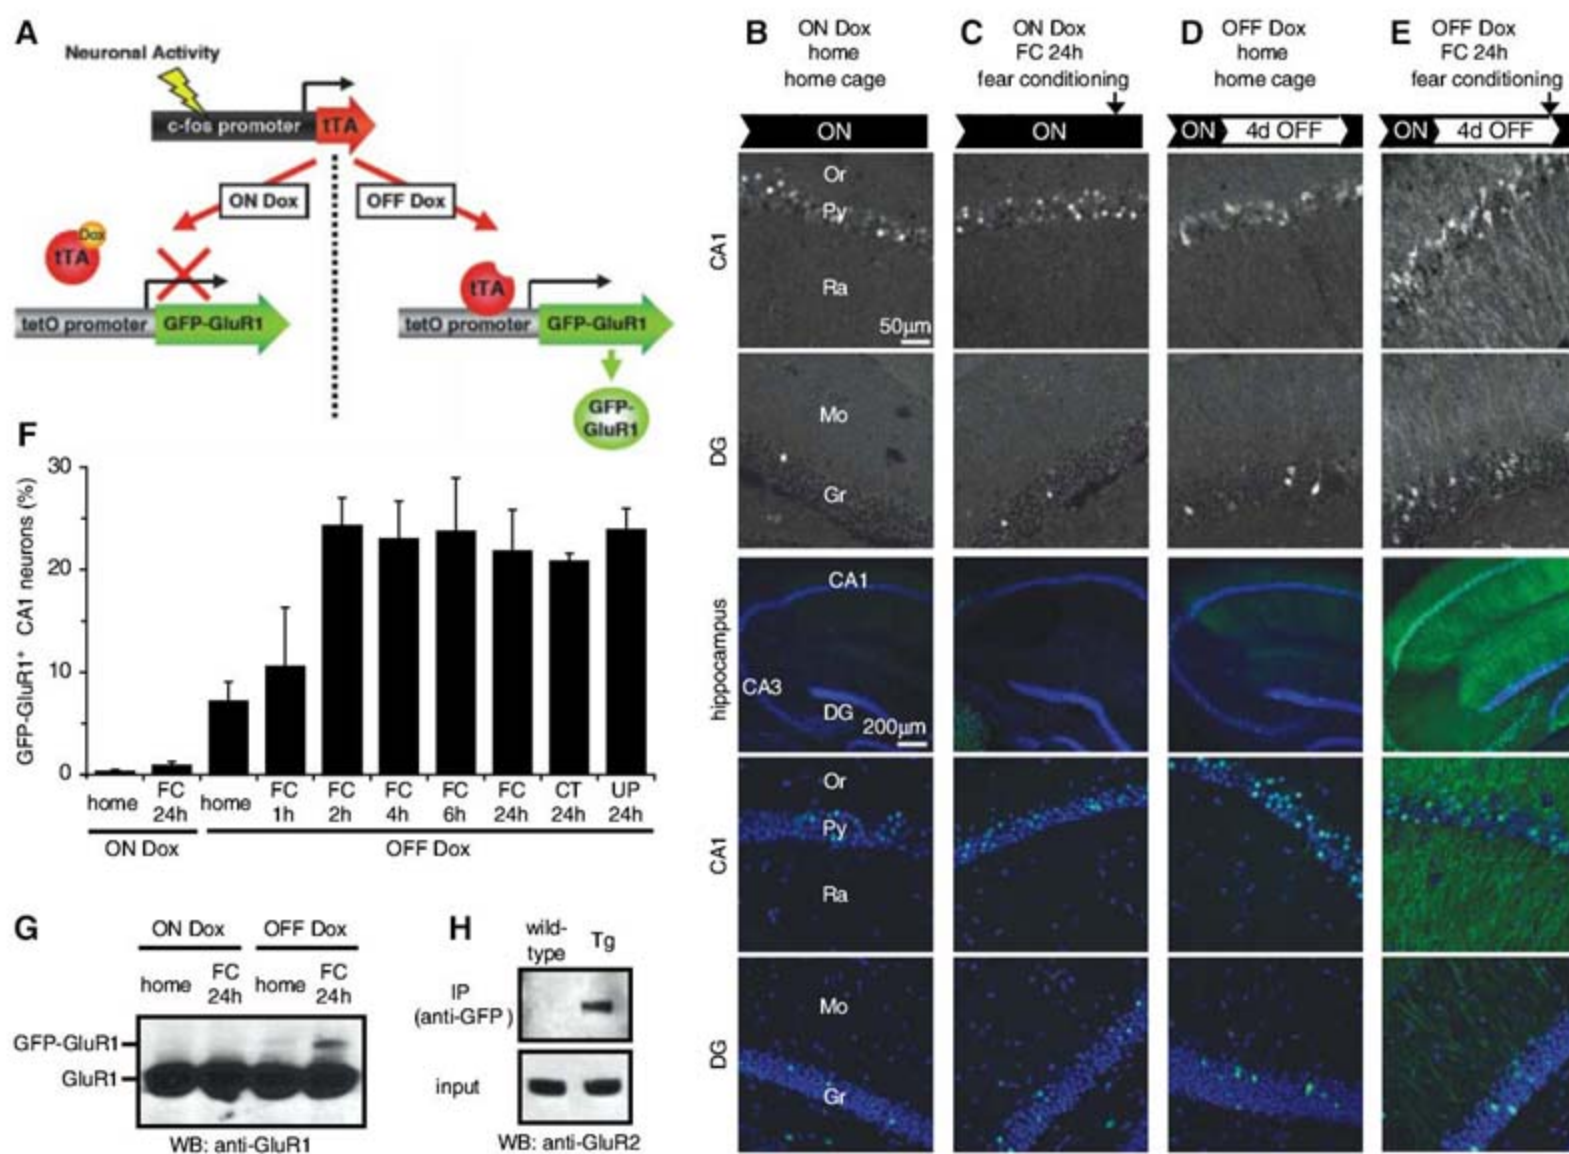 A
Neuronal Activity
c-fos promoter
tTA
ON Dox
OFF Dox
tTA
Dox
tetO promoter
GFP-GluR1
tTA
tetO promoter
GFP-GluR1
GFP-
GluR1
B
ON Dox
home
home cage
ON
C
ON Dox
FC 24h
fear conditioning
ON
D
OFF Dox
home
home cage
ON
4d OFF
E
OFF Dox
FC 24h
fear conditioning
ON
4d OFF
CA1
Or
Py
Ra
50μm
DG
Mo
Gr
hippocampus
CA1
CA3
DG
200μm
CA1
Or
Py
Ra
DG
Mo
Gr
F
GFP-GluR1+ CA1 neurons (%)
30
20
10
0
home
FC
24h
home
FC
1h
FC
2h
FC
4h
FC
6h
FC
24h
CT
24h
UP
24h
ON Dox
OFF Dox
G
ON Dox
OFF Dox
home
FC
24h
home
FC
24h
GFP-GluR1
GluR1
WB: anti-GluR1
H
wild-
type
Tg
IP
(anti-GFP)
input
WB: anti-GluR2